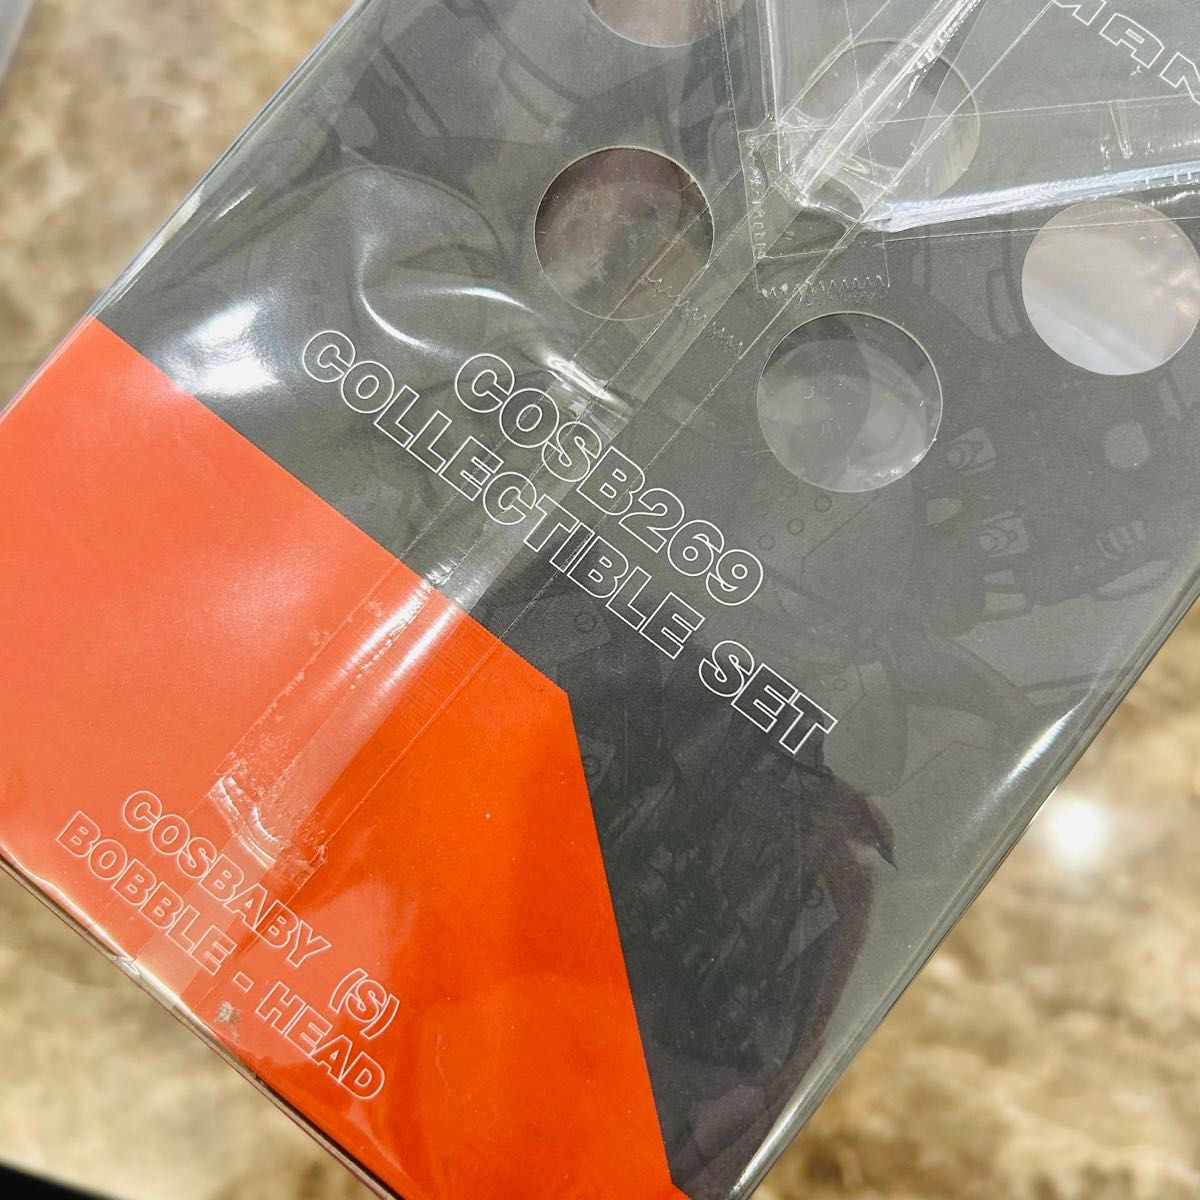 COSB269
COLLECTIBLE SET
COSBABY (S)
BOBBLE - HEAD